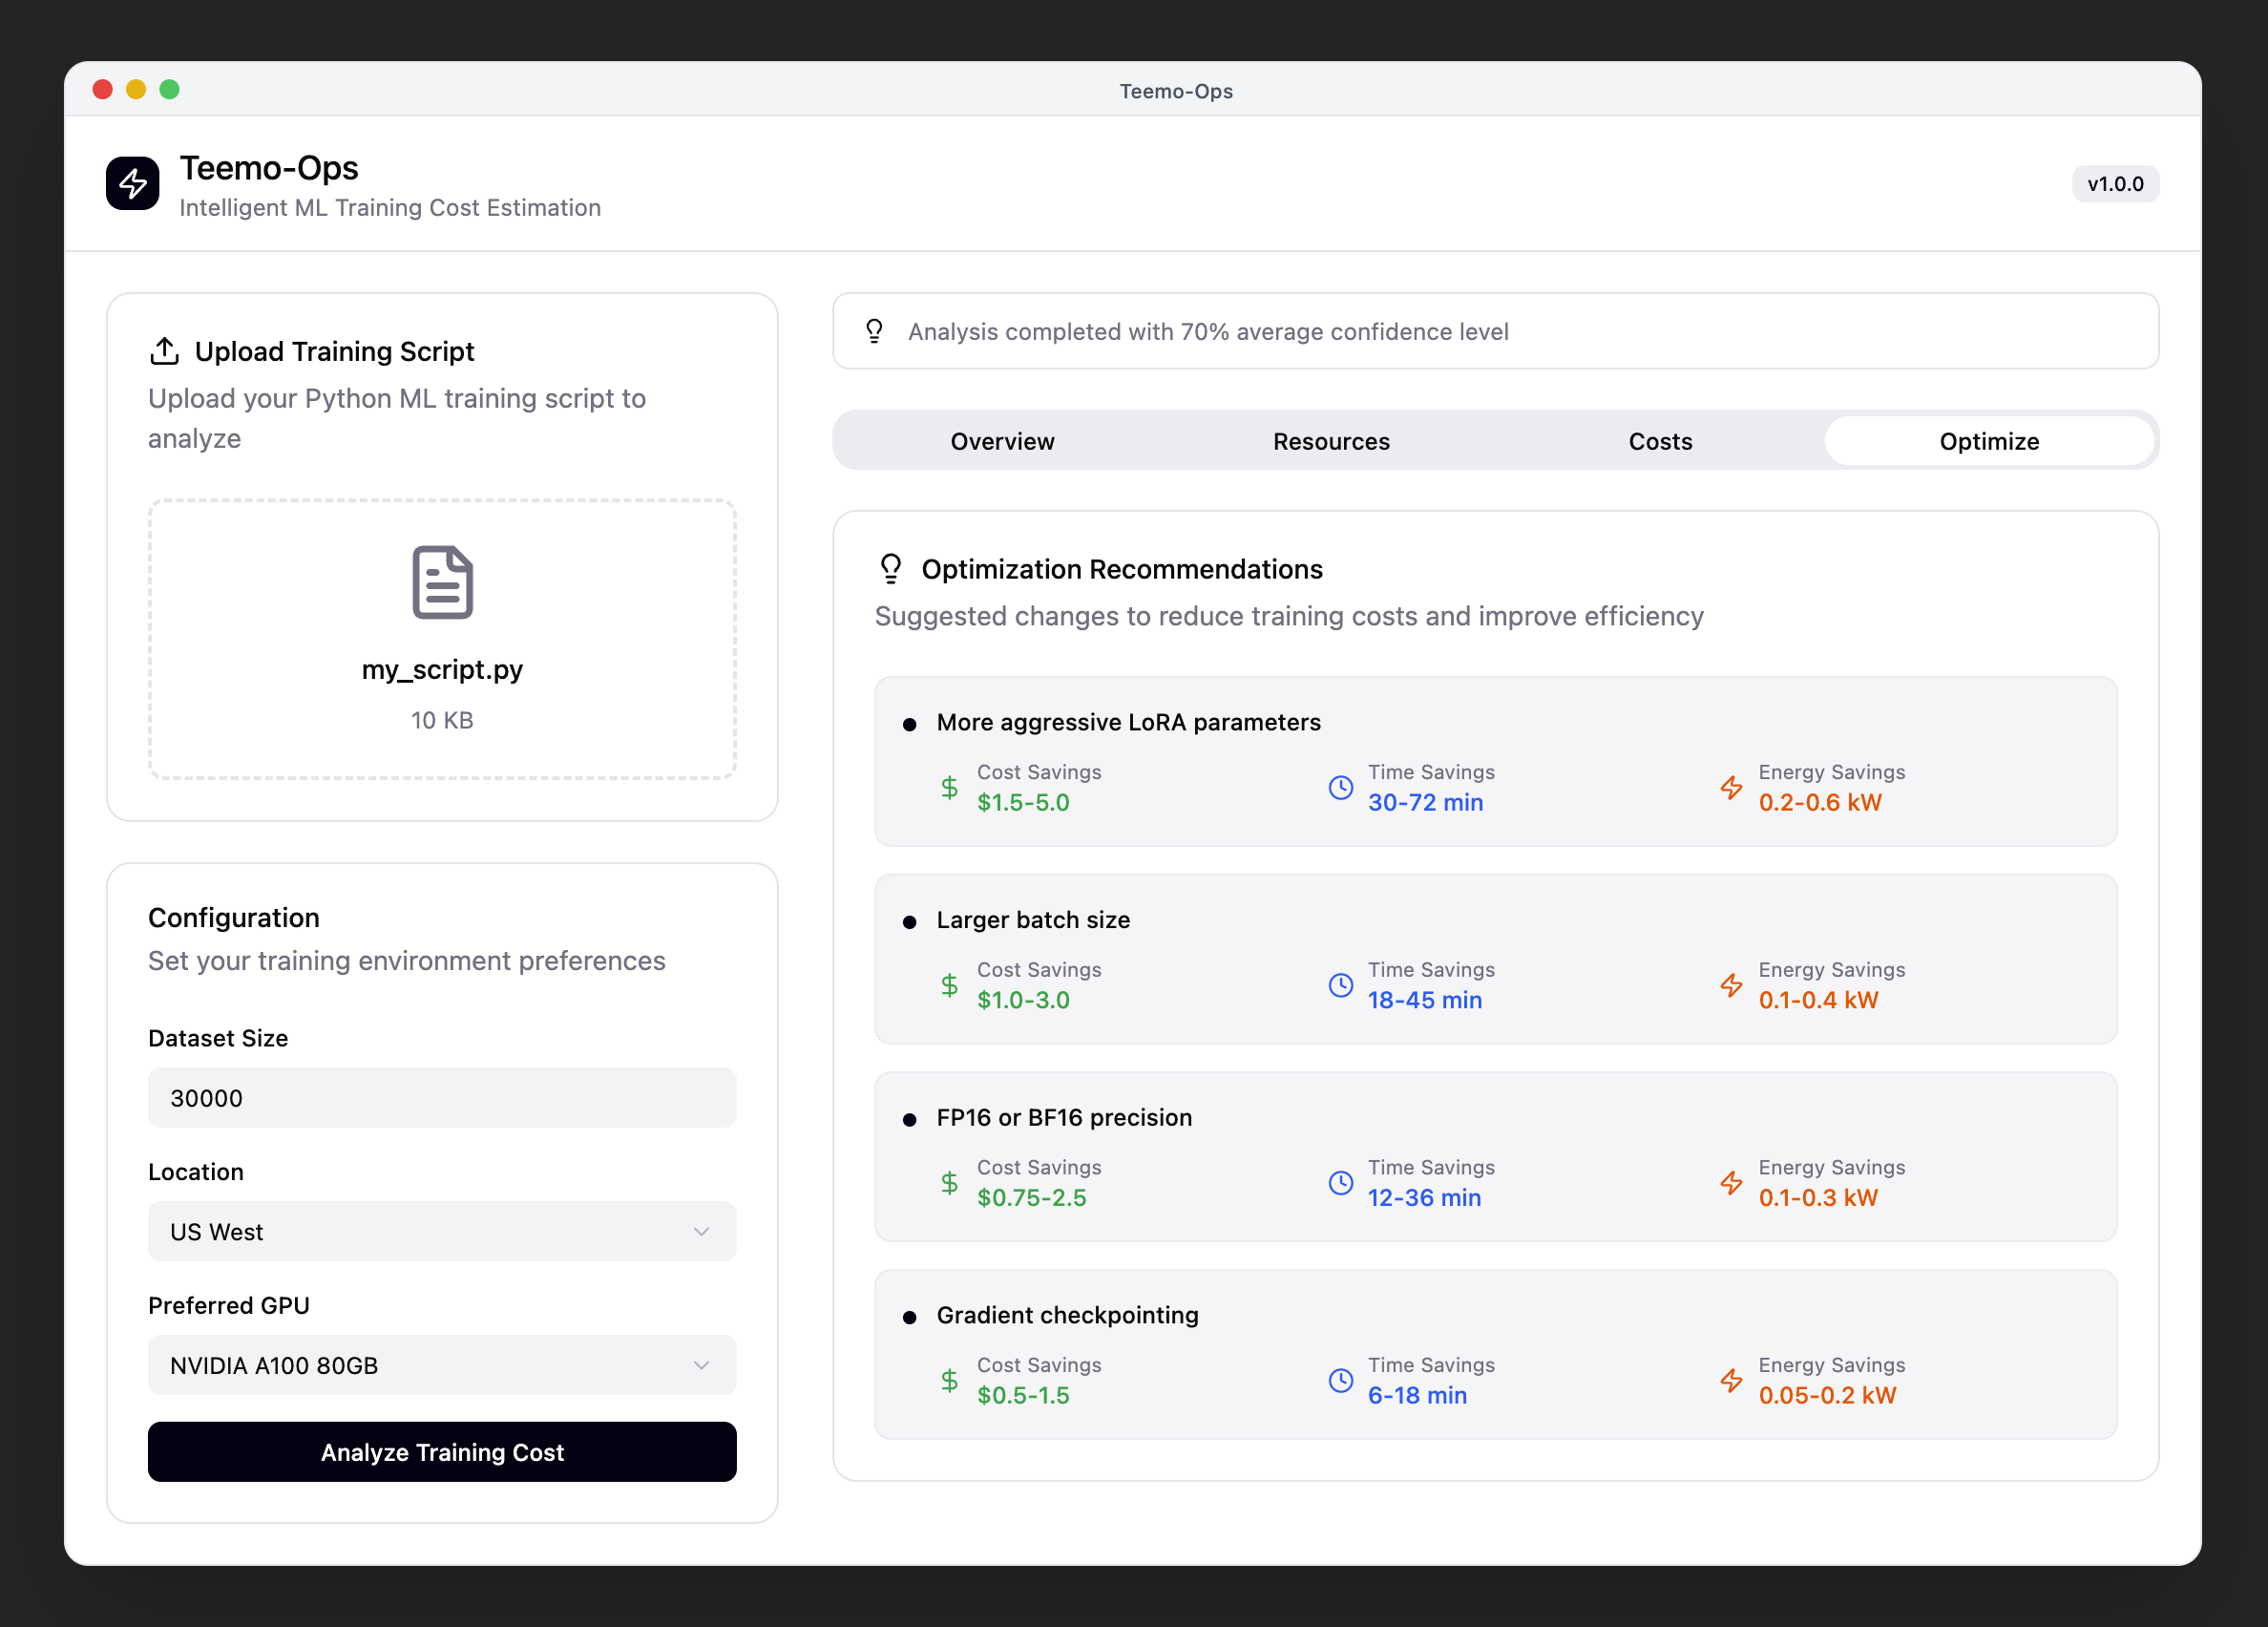 Teemo-Ops
Teemo-Ops
Intelligent ML Training Cost Estimation
v1.0.0
Upload Training Script
Upload your Python ML training script to
analyze
my_script.py
10 KB
Configuration
Set your training environment preferences
Dataset Size
30000
Location
US West
Preferred GPU
NVIDIA A100 80GB
Analyze Training Cost
Analysis completed with 70% average confidence level
Overview
Resources
Costs
Optimize
Optimization Recommendations
Suggested changes to reduce training costs and improve efficiency
More aggressive LoRA parameters
Cost Savings
$1.5-5.0
Time Savings
30-72 min
Energy Savings
0.2-0.6 kW
Larger batch size
Cost Savings
$1.0-3.0
Time Savings
18-45 min
Energy Savings
0.1-0.4 kW
FP16 or BF16 precision
Cost Savings
$0.75-2.5
Time Savings
12-36 min
Energy Savings
0.1-0.3 kW
Gradient checkpointing
Cost Savings
$0.5-1.5
Time Savings
6-18 min
Energy Savings
0.05-0.2 kW